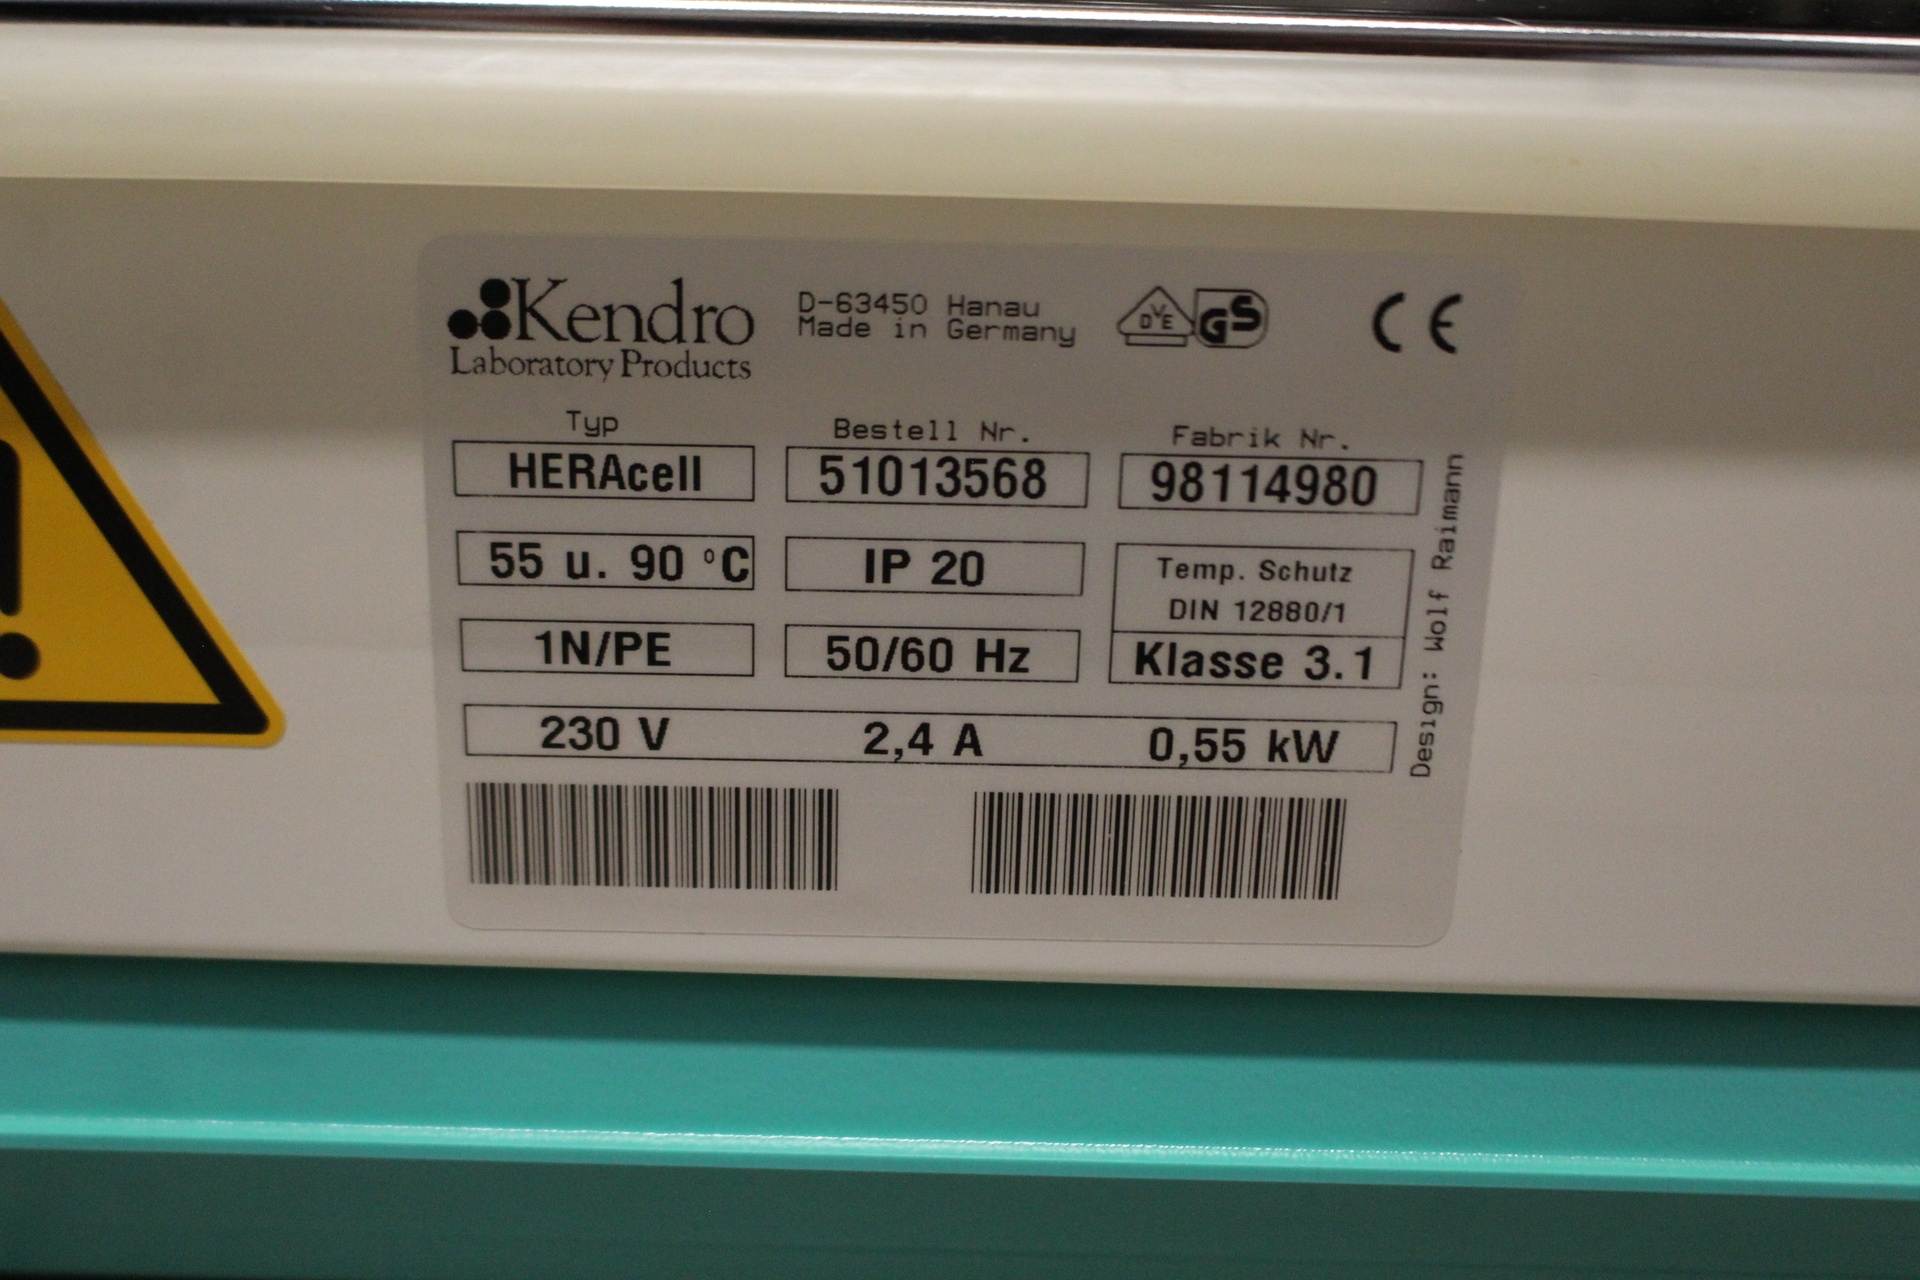 Kendro
Laboratory Products
D-63450 Hanau
Made in Germany
DVE GS
CE
Typ
HERAcell
Bestell Nr.
51013568
Fabrik Nr.
98114980
55 u. 90 °C
IP 20
Temp. Schutz
DIN 12880/1
Klasse 3.1
1N/PE
50/60 Hz
230 V 2,4 A 0,55 kW
Design: Wolf Raimann